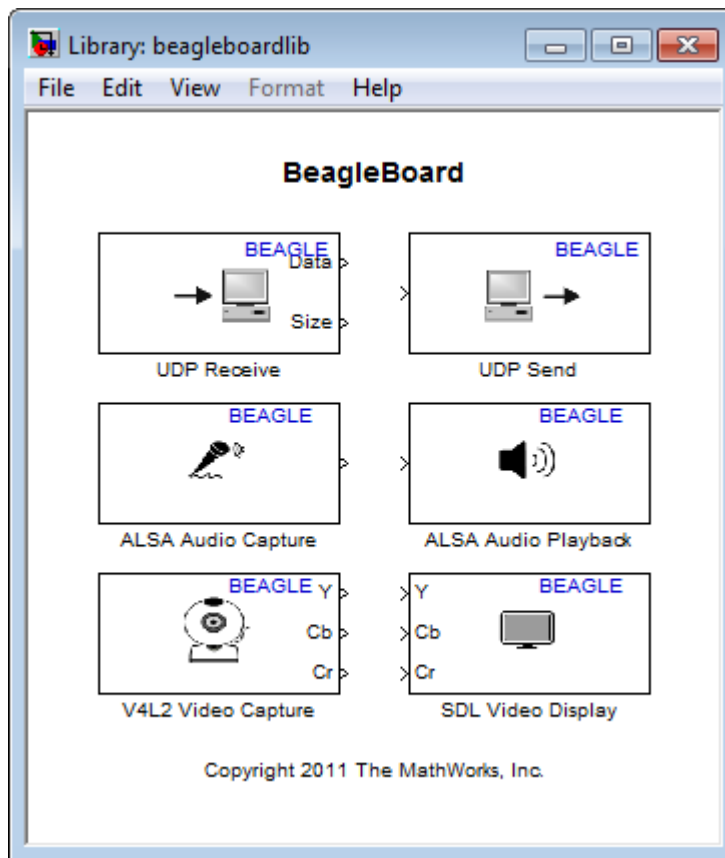 Library: beagleboardlib
File Edit View Format Help
BeagleBoard
BEAGLE
Data
Size
UDP Receive
BEAGLE
UDP Send
BEAGLE
ALSA Audio Capture
BEAGLE
ALSA Audio Playback
BEAGLE
Y
Cb
Cr
V4L2 Video Capture
BEAGLE
Y
Cb
Cr
SDL Video Display
Copyright 2011 The MathWorks, Inc.